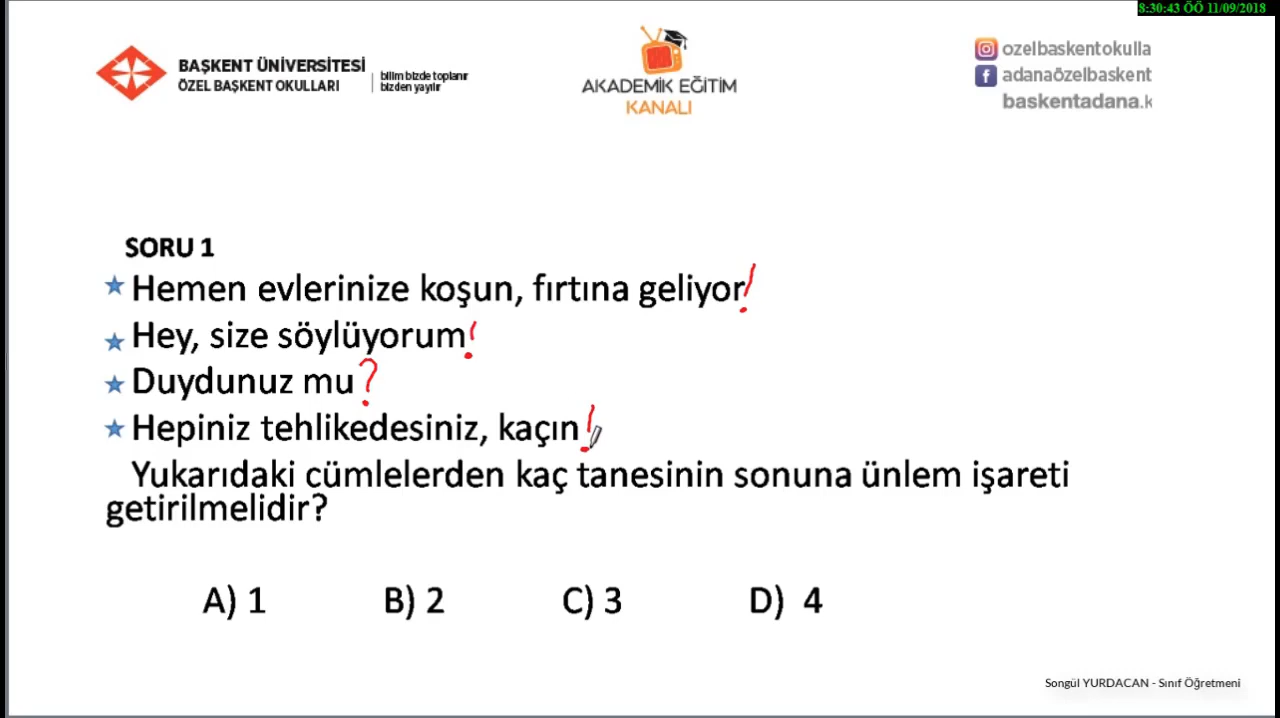 8:30:43 ÖÖ 11/09/2018
BAŞKENT ÜNİVERSİTESİ
ÖZEL BAŞKENT OKULLARI
bilim bizde toplanır
bizden yayılır
AKADEMİK EĞİTİM
KANALI
ozelbaskentokulla
adanaözelbaskent
baskentadana.k
SORU 1
Hemen evlerinize koşun, fırtına geliyor!
Hey, size söylüyorum!
Duydunuz mu?
Hepiniz tehlikedesiniz, kaçın!
Yukarıdaki cümlelerden kaç tanesinin sonuna ünlem işareti
getirilmelidir?
A) 1 B) 2 C) 3 D) 4
Songül YURDACAN - Sınıf Öğretmeni